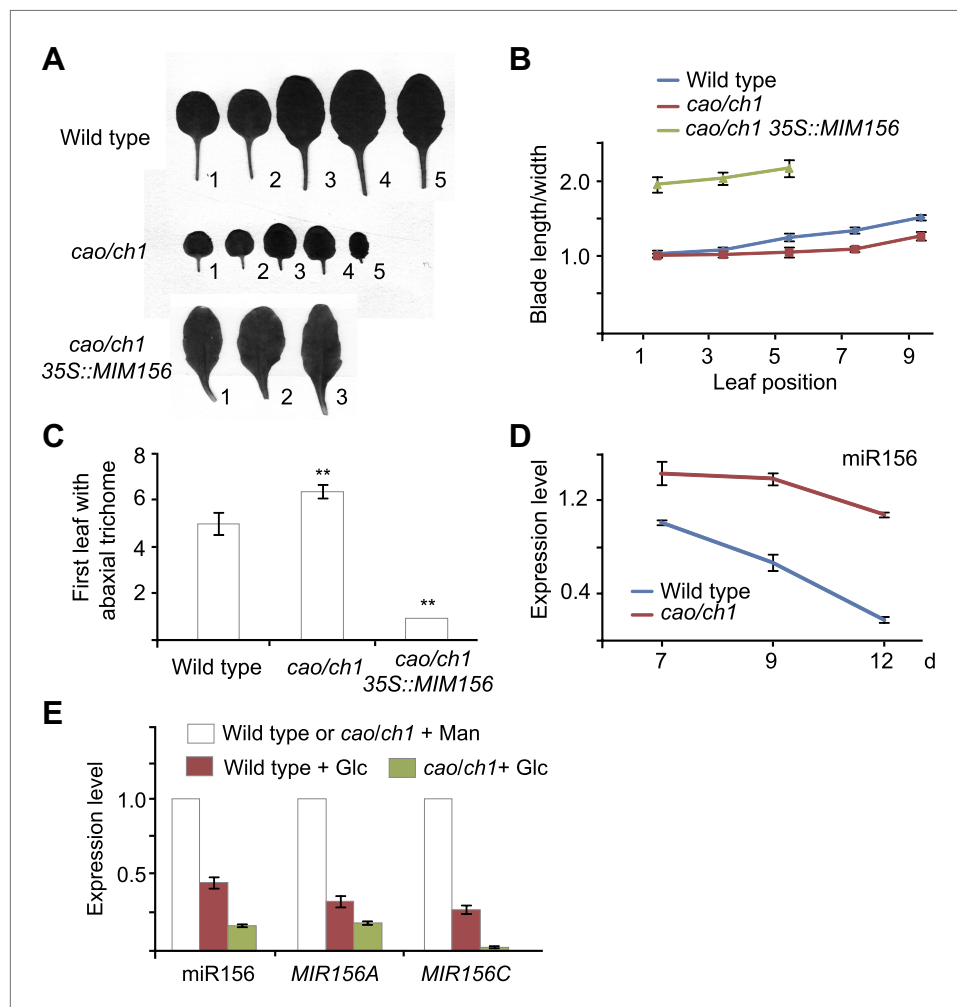 A
Wild type
1 2 3 4 5
cao/ch1
1 2 3 4 5
cao/ch1
35S::MIM156
1 2 3
B
Wild type
cao/ch1
cao/ch1 35S::MIM156
Blade length/width
2.0
1.0
1 3 5 7 9
Leaf position
C
First leaf with
abaxial trichome
8
6
4
2
**
**
Wild type
cao/ch1
cao/ch1
35S::MIM156
D
miR156
Expression level
1.2
0.4
Wild type
cao/ch1
7 9 12 d
E
Wild type or cao/ch1 + Man
Wild type + Glc
cao/ch1+ Glc
Expression level
1.0
0.5
miR156
MIR156A
MIR156C